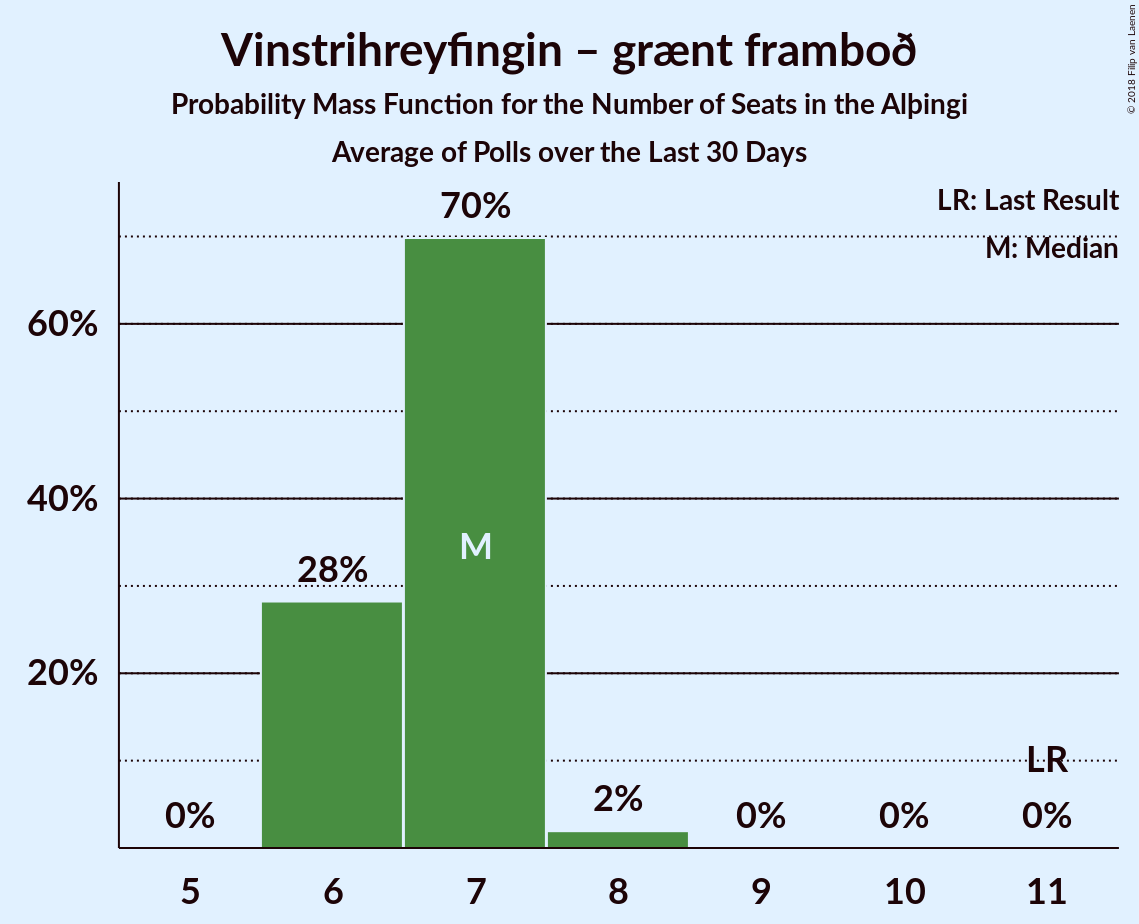 Vinstrihreyfingin – grænt framboð
Probability Mass Function for the Number of Seats in the Alþingi
Average of Polls over the Last 30 Days
© 2018 Filip van Laenen
LR: Last Result
M: Median
70%
60%
40%
28%
M
20%
LR
0%
2%
0%
0%
0%
5
6
7
8
9
10
11